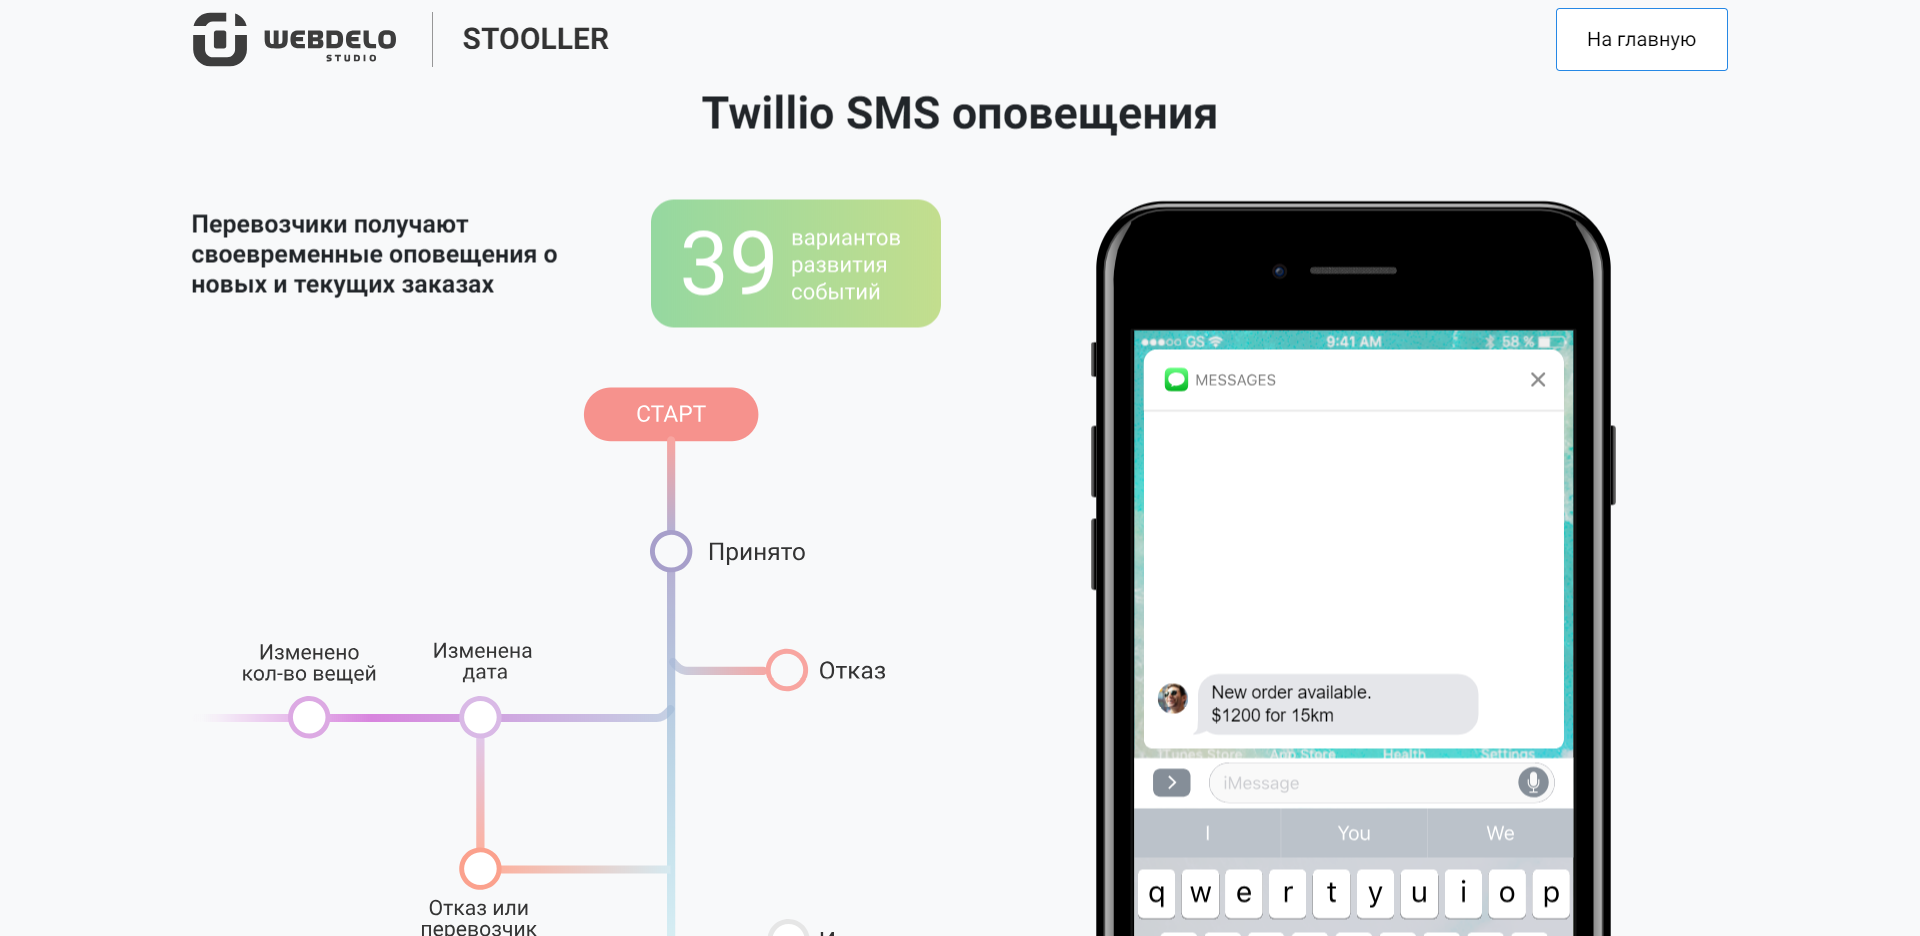 WEBDELO
STUDIO
STOOLLER
На главную
Twillio SMS оповещения
Перевозчики получают
своевременные оповещения о
новых и текущих заказах
39
вариантов
развития
событий
СТАРТ
Принято
Отказ
Изменено
кол-во вещей
Изменена
дата
Отказ или
перевозчик
GS
9:41 AM
58 %
MESSAGES
New order available.
$1200 for 15km
iTunes Store App Store Health Settings
iMessage
I You We
q w e r t y u i o p